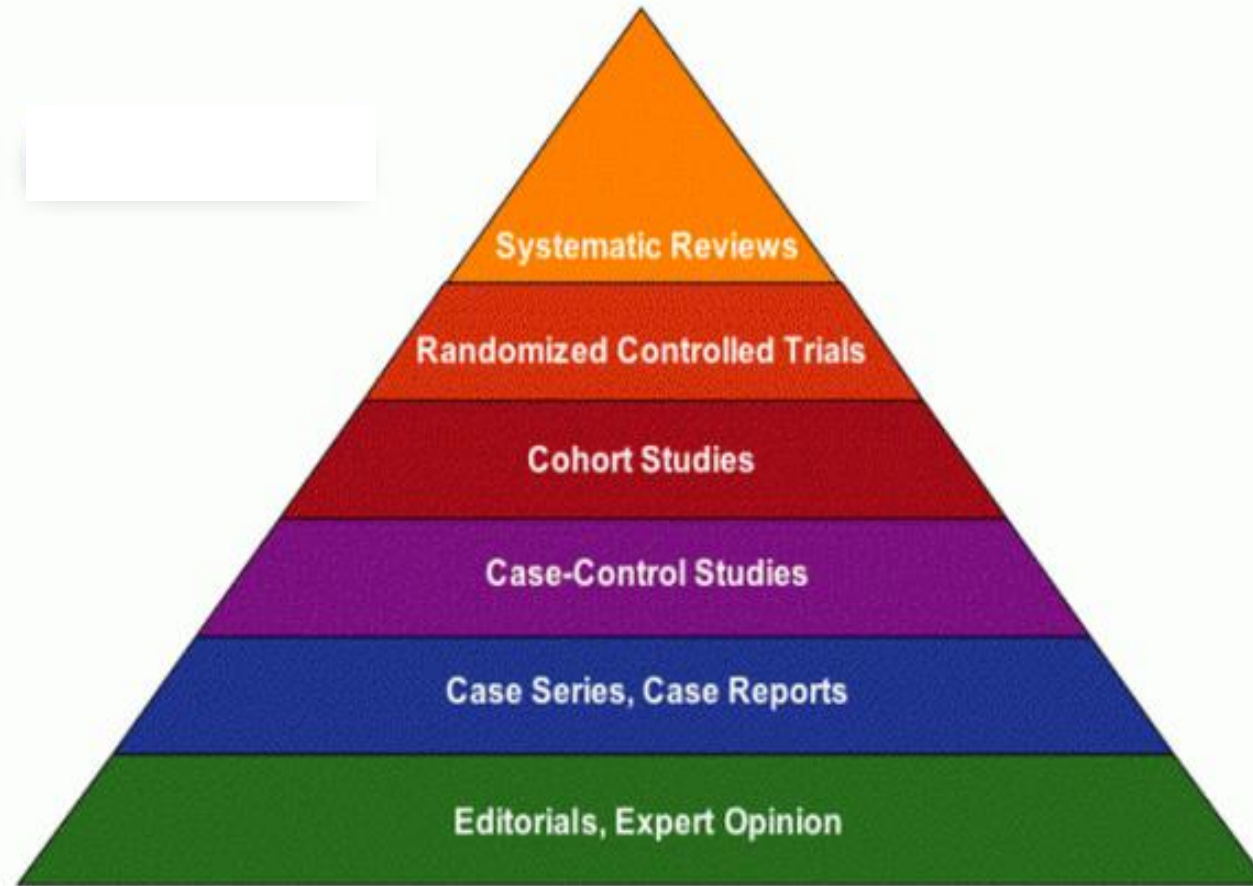 Systematic Reviews
Randomized Controlled Trials
Cohort Studies
Case-Control Studies
Case Series, Case Reports
Editorials, Expert Opinion